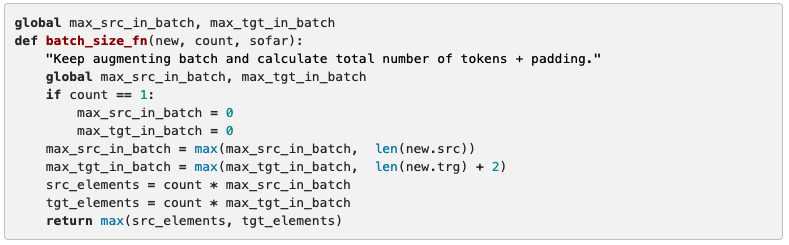 global max_src_in_batch, max_tgt_in_batch
def batch_size_fn(new, count, sofar):
    "Keep augmenting batch and calculate total number of tokens + padding."
    global max_src_in_batch, max_tgt_in_batch
    if count == 1:
        max_src_in_batch = 0
        max_tgt_in_batch = 0
    max_src_in_batch = max(max_src_in_batch,  len(new.src))
    max_tgt_in_batch = max(max_tgt_in_batch,  len(new.trg) + 2)
    src_elements = count * max_src_in_batch
    tgt_elements = count * max_tgt_in_batch
    return max(src_elements, tgt_elements)